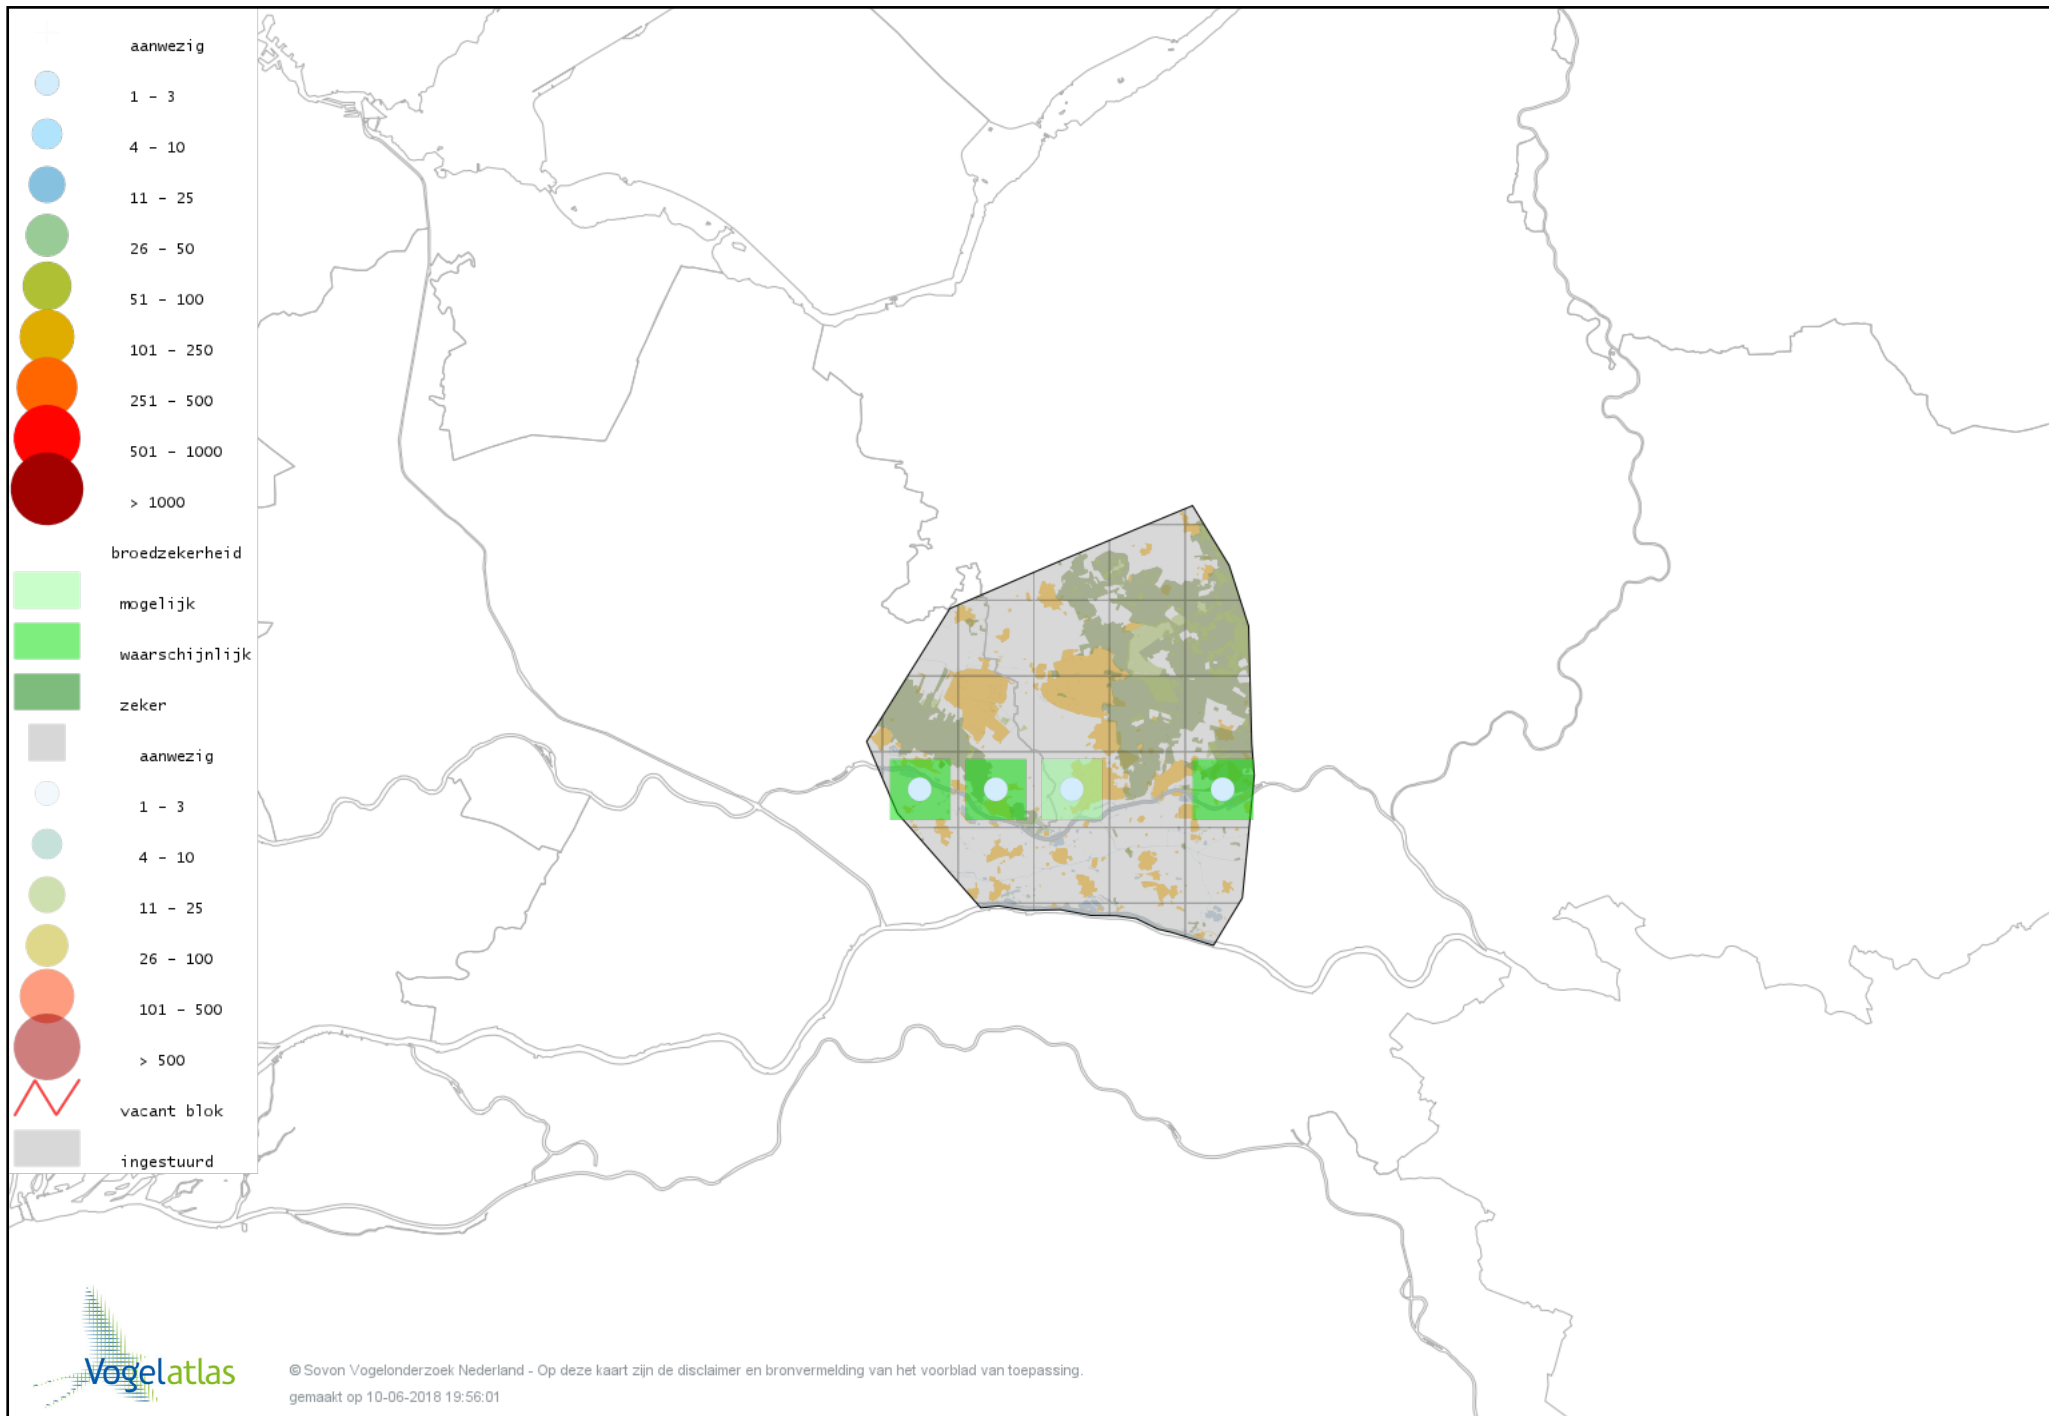 aanwezig
1 - 3
4 - 10
11 - 25
26 - 50
51 - 100
101 - 250
251 - 500
501 - 1000
> 1000
broedzekerheid
mogelijk
waarschijnlijk
zeker
aanwezig
1 - 3
4 - 10
11 - 25
26 - 100
101 - 500
> 500
vacant blok
ingestuurd
Vogelatlas
© Sovon Vogelonderzoek Nederland - Op deze kaart zijn de disclaimer en bronvermelding van het voorblad van toepassing.
gemaakt op 10-06-2018 19:56:01